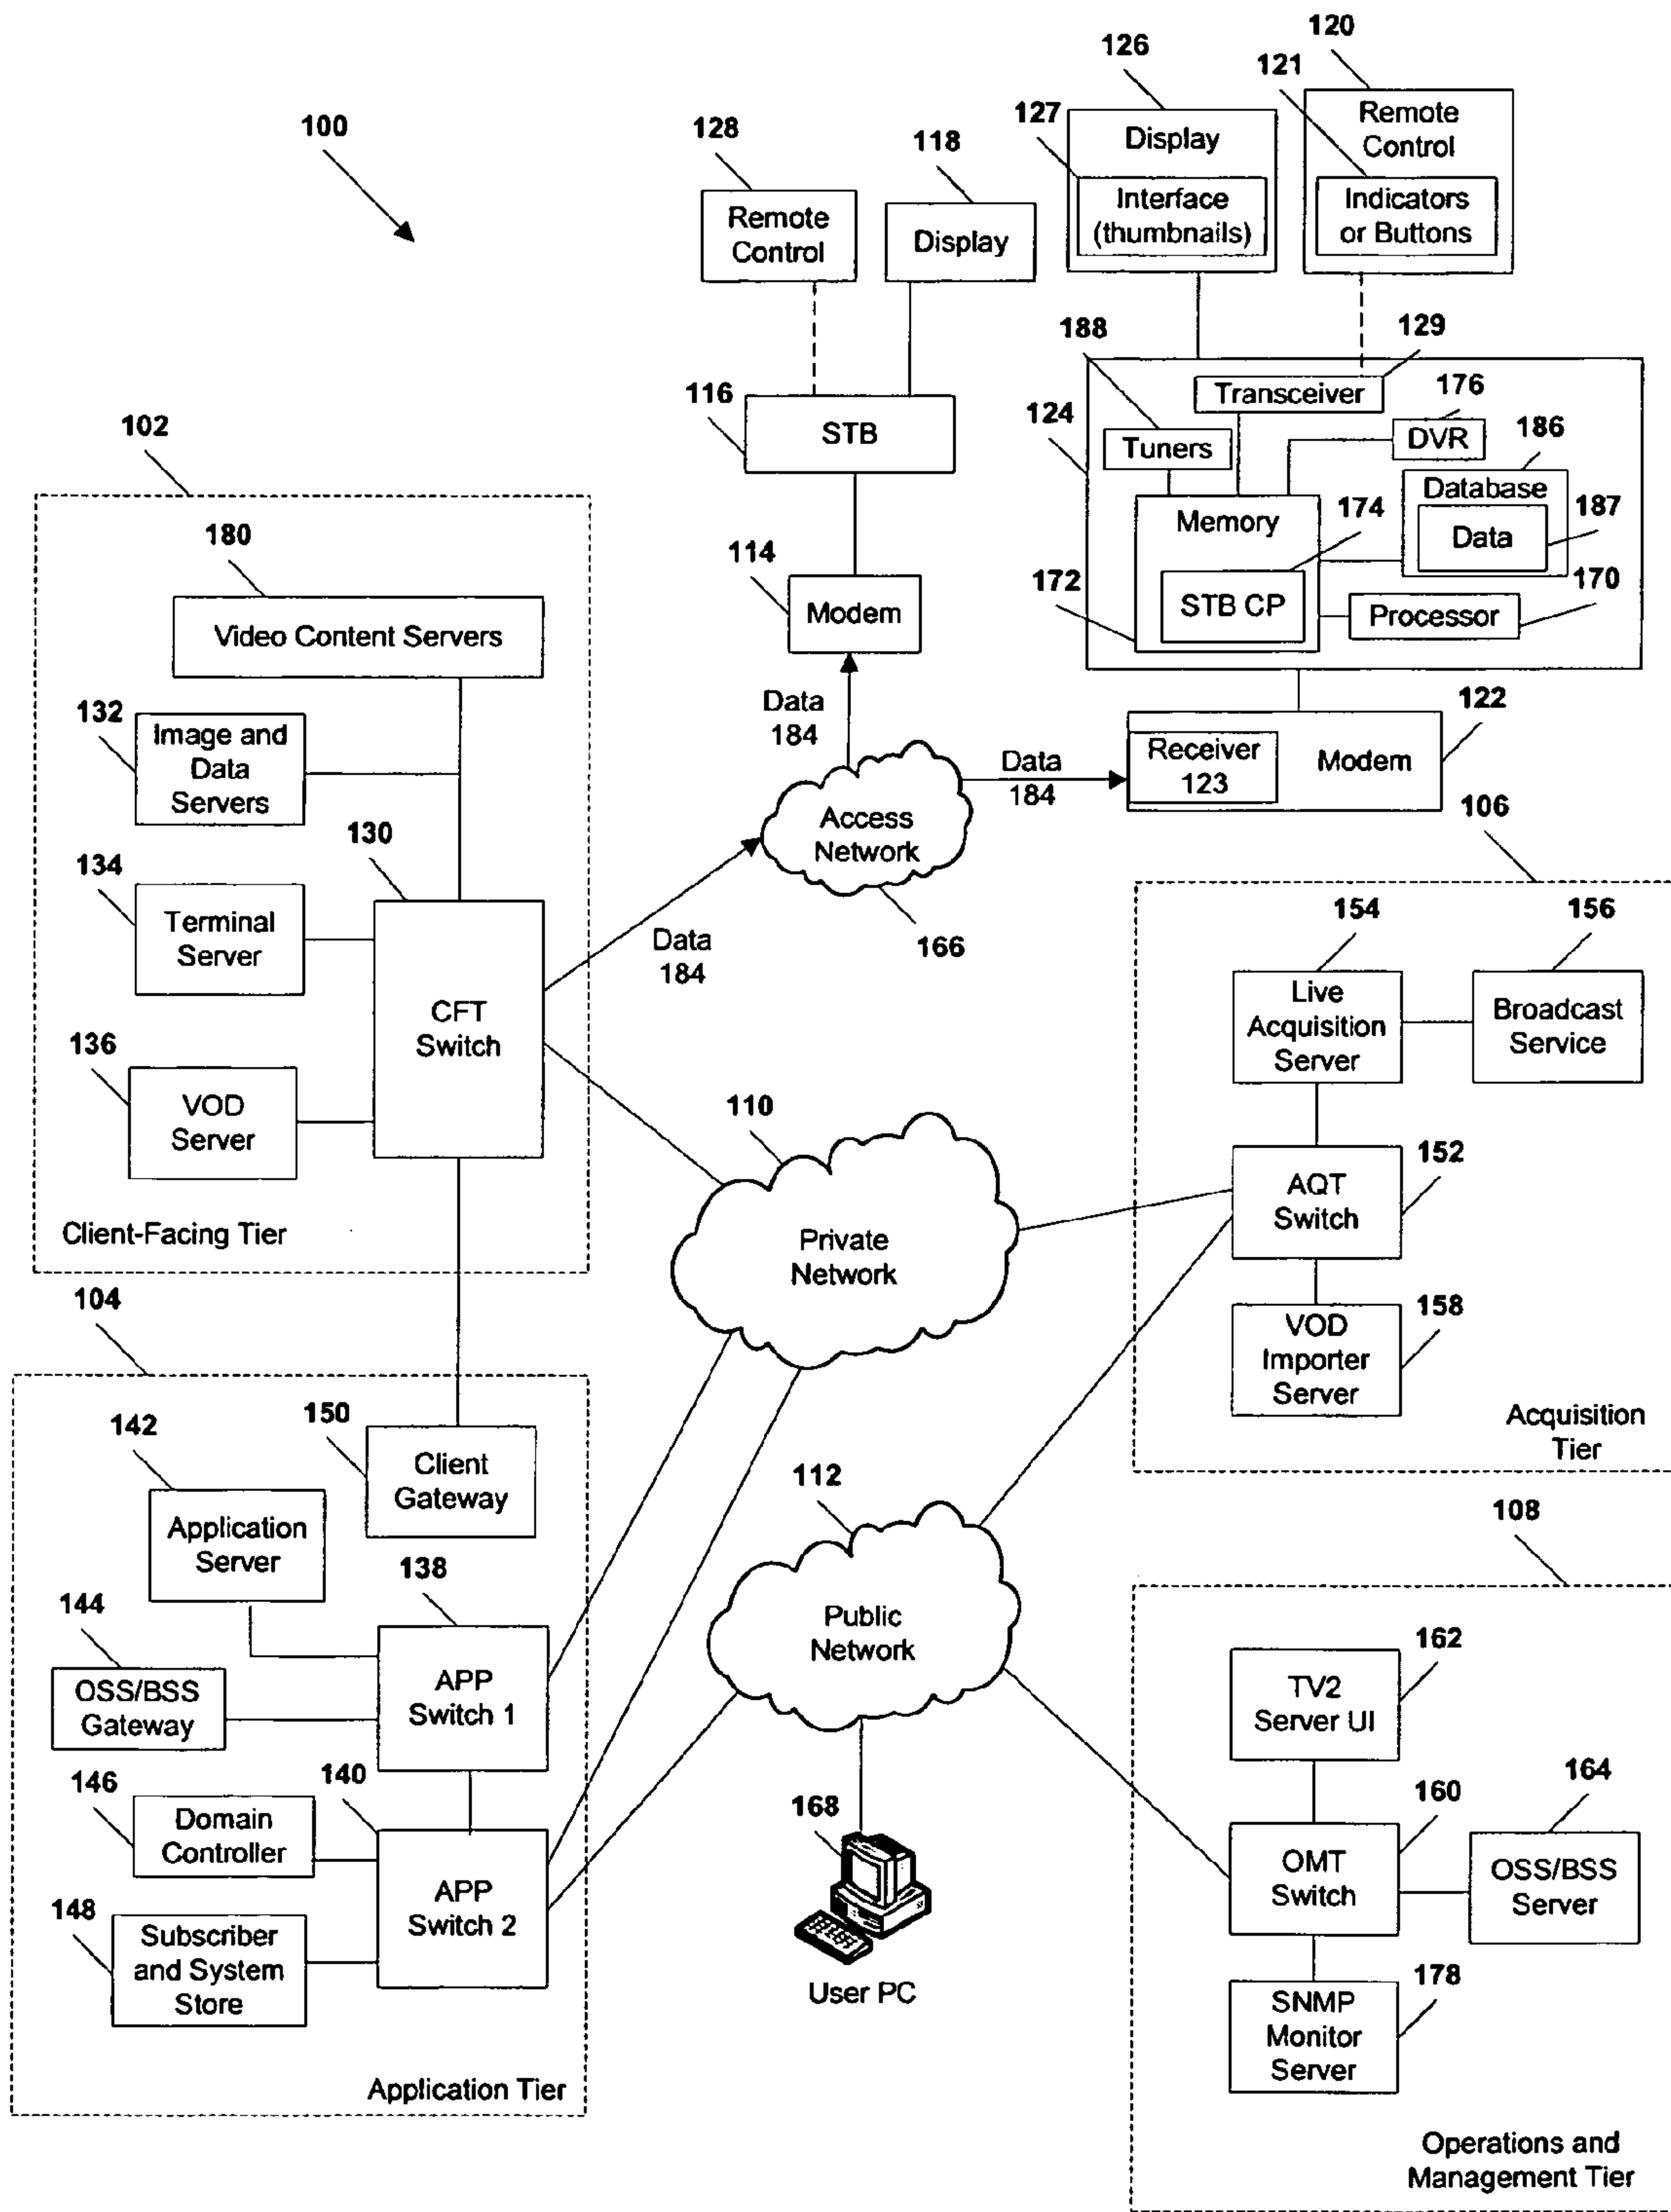 100
128
Remote
Control
118
Display
126
127
Display
Interface
(thumbnails)
120
121
Remote
Control
Indicators
or Buttons
116
STB
114
Modem
188
129
124
Transceiver
Tuners
176
DVR
186
Database
187
Data
Memory
174
STB CP
172
170
Processor
122
Receiver
123
Modem
Data
184
Data
184
Access
Network
166
Data
184
102
180
Video Content Servers
132
Image and
Data
Servers
130
134
Terminal
Server
CFT
Switch
136
VOD
Server
Client-Facing Tier
110
Private
Network
106
154
156
Live
Acquisition
Server
Broadcast
Service
AQT
Switch
152
VOD
Importer
Server
158
Acquisition
Tier
104
142
150
Client
Gateway
Application
Server
138
144
OSS/BSS
Gateway
APP
Switch 1
146
140
Domain
Controller
APP
Switch 2
148
Subscriber
and System
Store
Application Tier
112
Public
Network
168
User PC
108
162
TV2
Server UI
160
164
OMT
Switch
OSS/BSS
Server
178
SNMP
Monitor
Server
Operations and
Management Tier